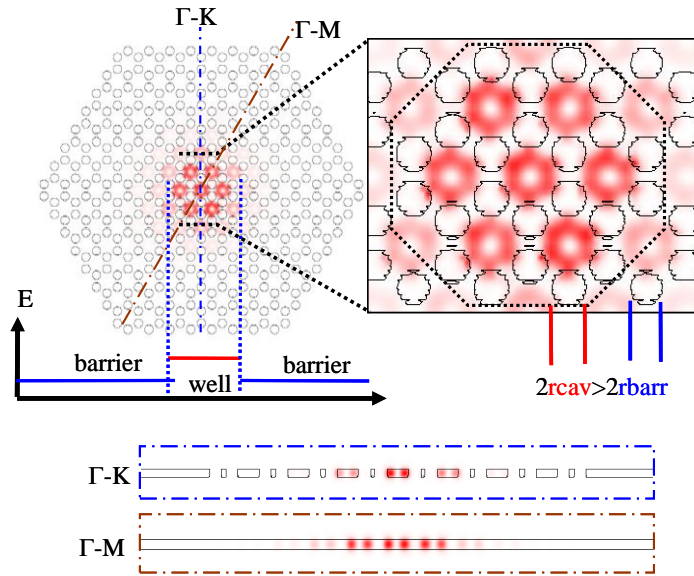 Γ-K
Γ-M
E
barrier
well
barrier
2rcav>2rbarr
Γ-K
Γ-M